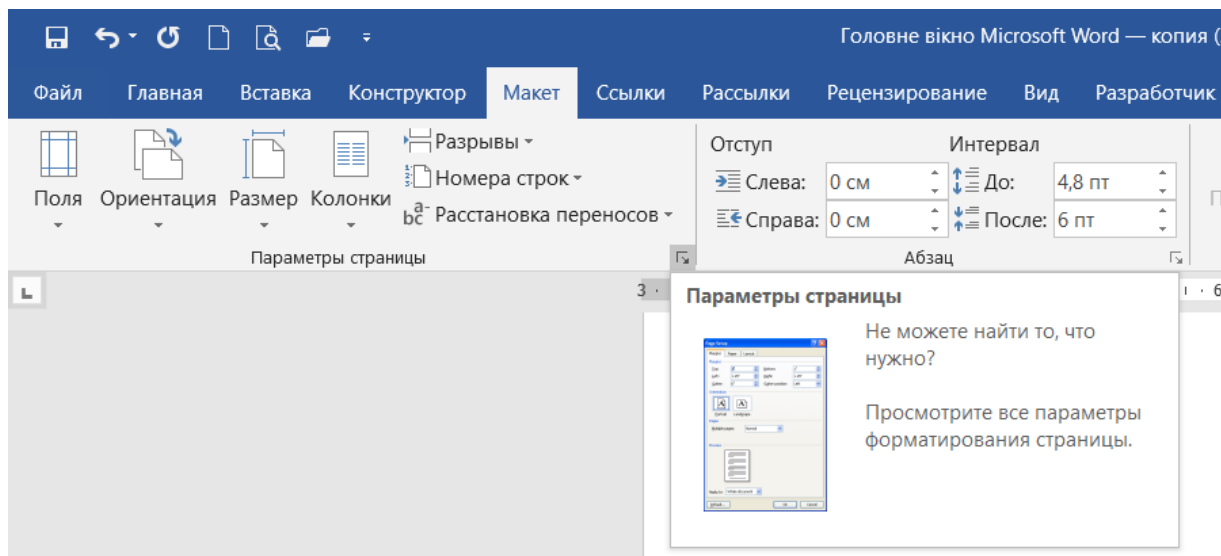 Головне вікно Microsoft Word — копия (
Файл Главная Вставка Конструктор Макет Ссылки Рассылки Рецензирование Вид Разработчик
Поля Ориентация Размер Колонки
Разрывы
Номера строк
Расстановка переносов
Параметры страницы
Отступ Интервал
Слева: 0 см До: 4,8 пт
Справа: 0 см После: 6 пт
Абзац
3 · 6
Параметры страницы
Не можете найти то, что
нужно?
Просмотрите все параметры
форматирования страницы.